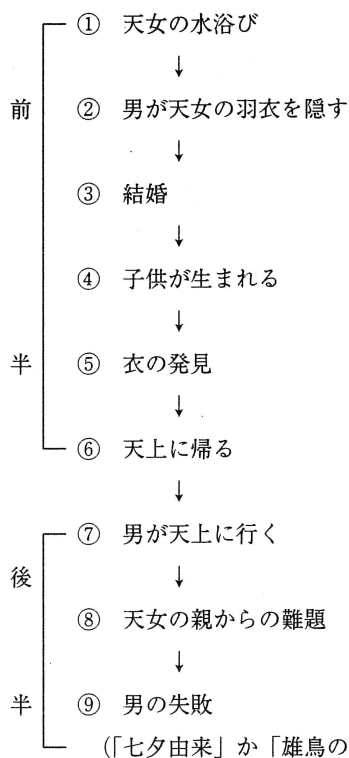 ① 天女の水浴び
↓
前 ② 男が天女の羽衣を隠す
↓
③ 結婚
↓
④ 子供が生まれる
↓
半 ⑤ 衣の発見
↓
⑥ 天上に帰る
↓
⑦ 男が天上に行く
後 ↓
⑧ 天女の親からの難題
↓
半 ⑨ 男の失敗
(「七夕由来」か「雄鳥の